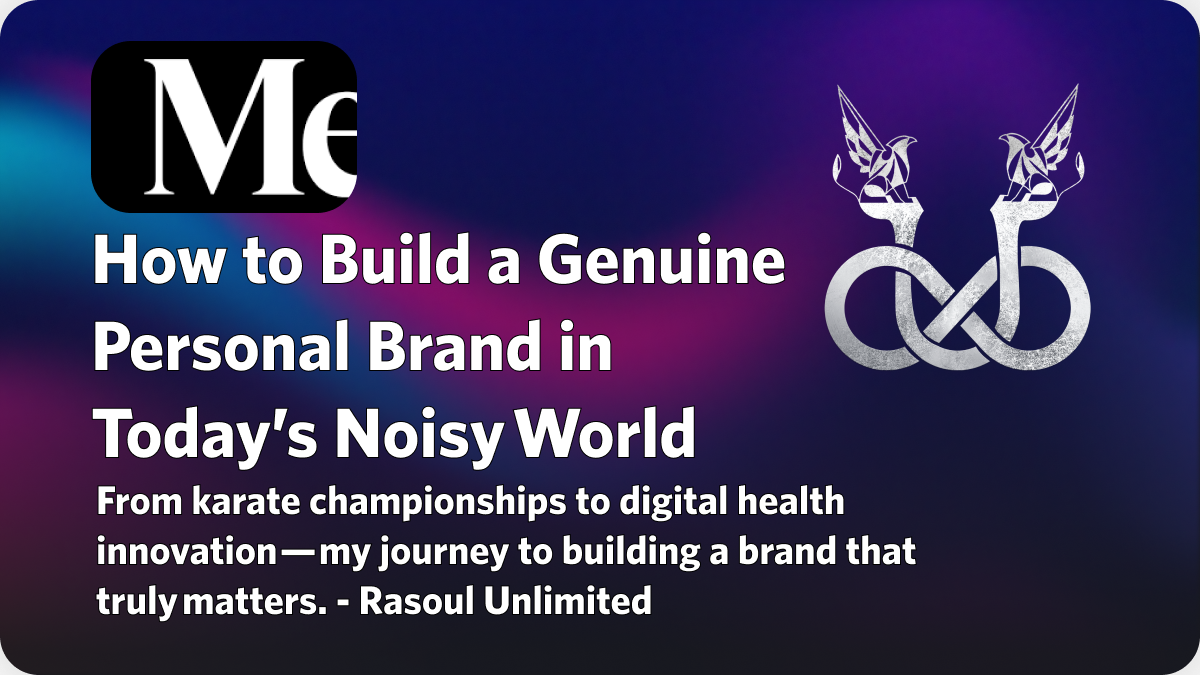 Me
How to Build a Genuine
Personal Brand in
Today’s Noisy World
From karate championships to digital health
innovation—my journey to building a brand that
truly matters. - Rasoul Unlimited